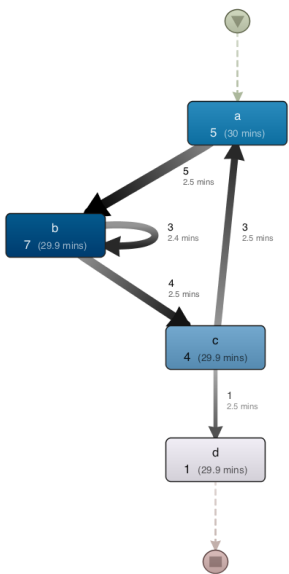 a
5 (30 mins)
5
2.5 mins
b
7 (29.9 mins)
3
2.4 mins
3
2.5 mins
4
2.5 mins
c
4 (29.9 mins)
1
2.5 mins
d
1 (29.9 mins)